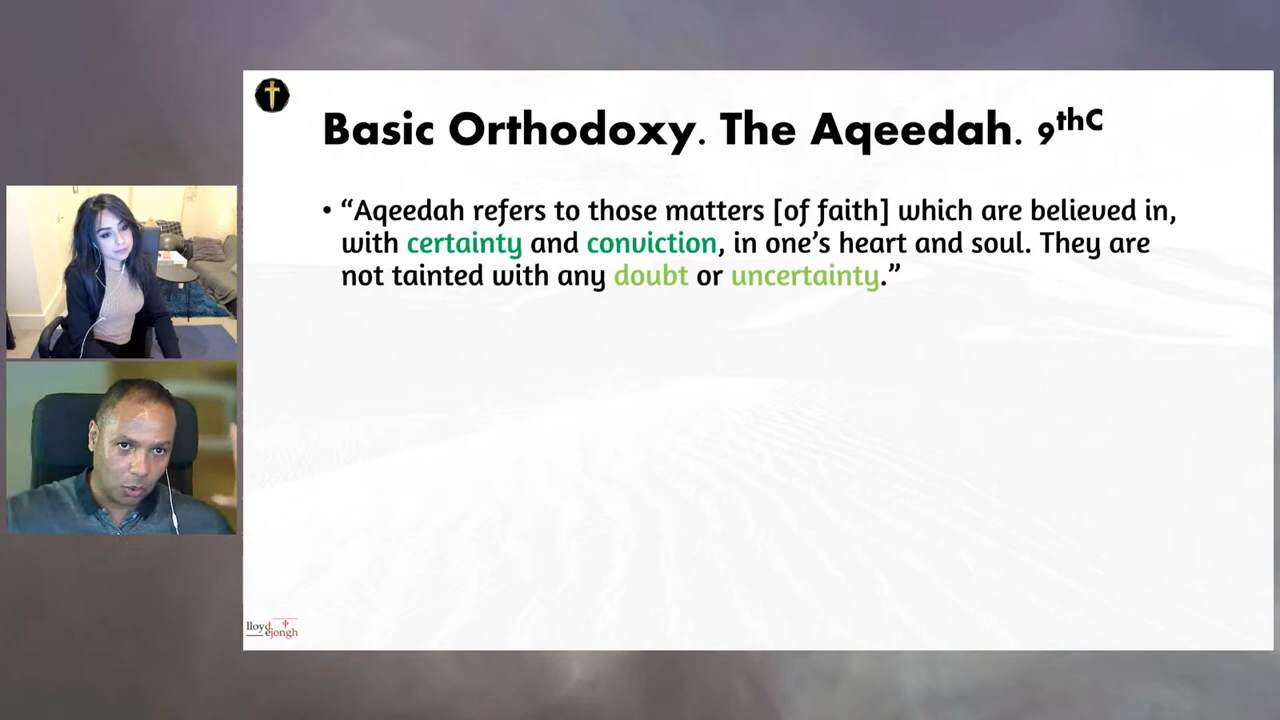 Basic Orthodoxy. The Aqeedah. 9thC
• “Aqeedah refers to those matters [of faith] which are believed in,
with certainty and conviction, in one’s heart and soul. They are
not tainted with any doubt or uncertainty.”
lloyd
ejongh